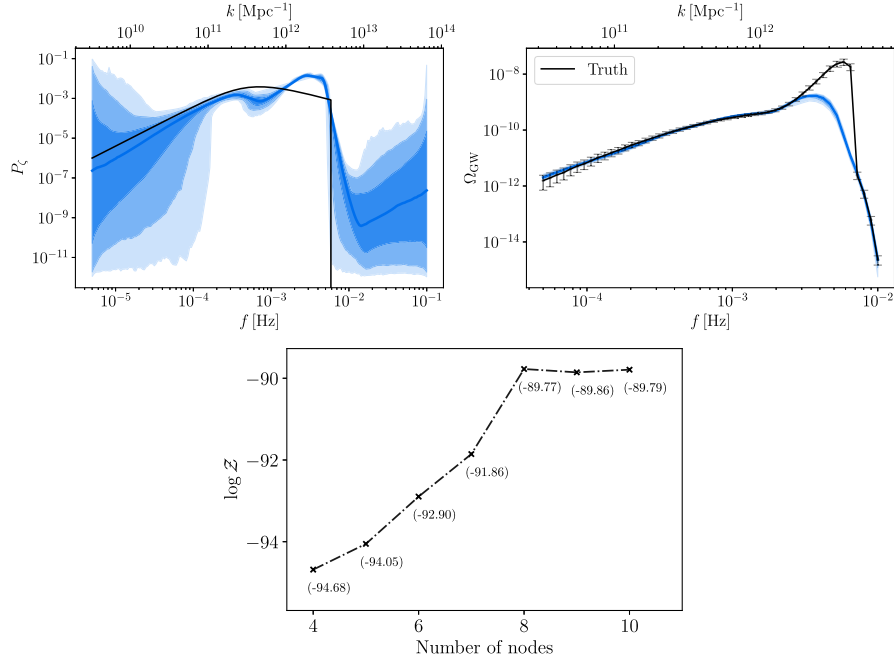 k [Mpc⁻¹]
10¹⁰ 10¹¹ 10¹² 10¹³ 10¹⁴
10⁻¹
10⁻³
10⁻⁵
10⁻⁷
10⁻⁹
10⁻¹¹
P_ζ
10⁻⁵ 10⁻⁴ 10⁻³ 10⁻² 10⁻¹
f [Hz]
k [Mpc⁻¹]
10¹¹ 10¹²
Truth
10⁻⁸
10⁻¹⁰
10⁻¹²
10⁻¹⁴
Ω_GW
10⁻⁴ 10⁻³ 10⁻²
f [Hz]
−90
−92
−94
log 𝒵
(-89.77) (-89.86) (-89.79)
(-91.86)
(-92.90)
(-94.05)
(-94.68)
4 6 8 10
Number of nodes